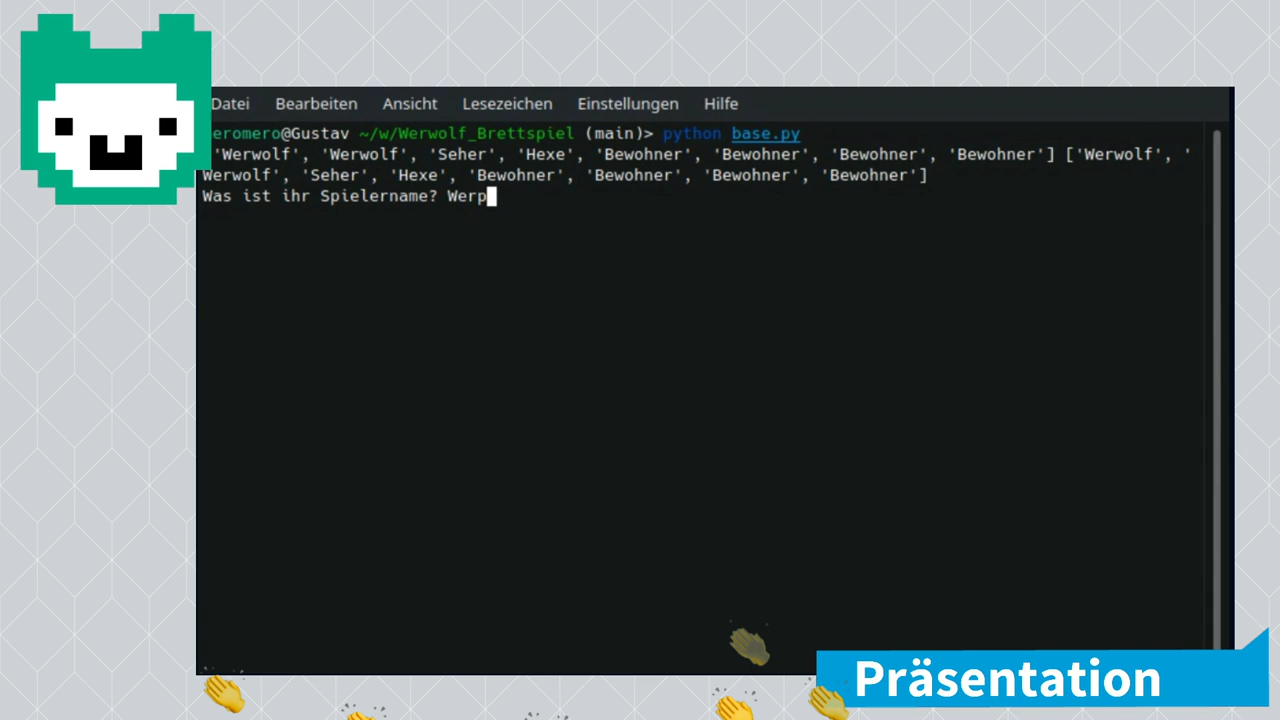 Datei Bearbeiten Ansicht Lesezeichen Einstellungen Hilfe
eromero@Gustav ~/w/Werwolf_Brettspiel (main)> python base.py
'Werwolf', 'Werwolf', 'Seher', 'Hexe', 'Bewohner', 'Bewohner', 'Bewohner', 'Bewohner'] ['Werwolf', '
Werwolf', 'Seher', 'Hexe', 'Bewohner', 'Bewohner', 'Bewohner', 'Bewohner']
Was ist ihr Spielername? Werp
Präsentation